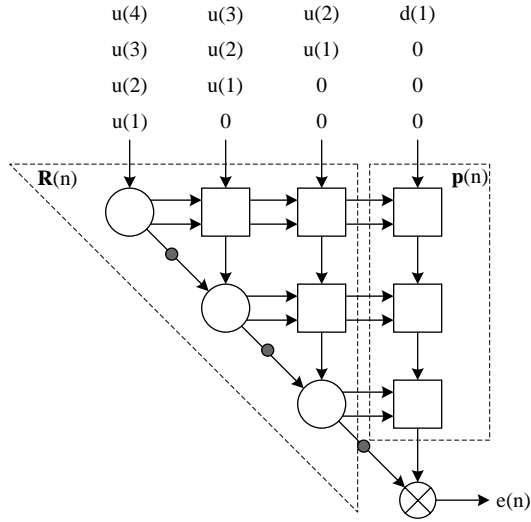 u(4) u(3) u(2) d(1)
u(3) u(2) u(1) 0
u(2) u(1) 0 0
u(1) 0 0 0
R(n) p(n)
e(n)